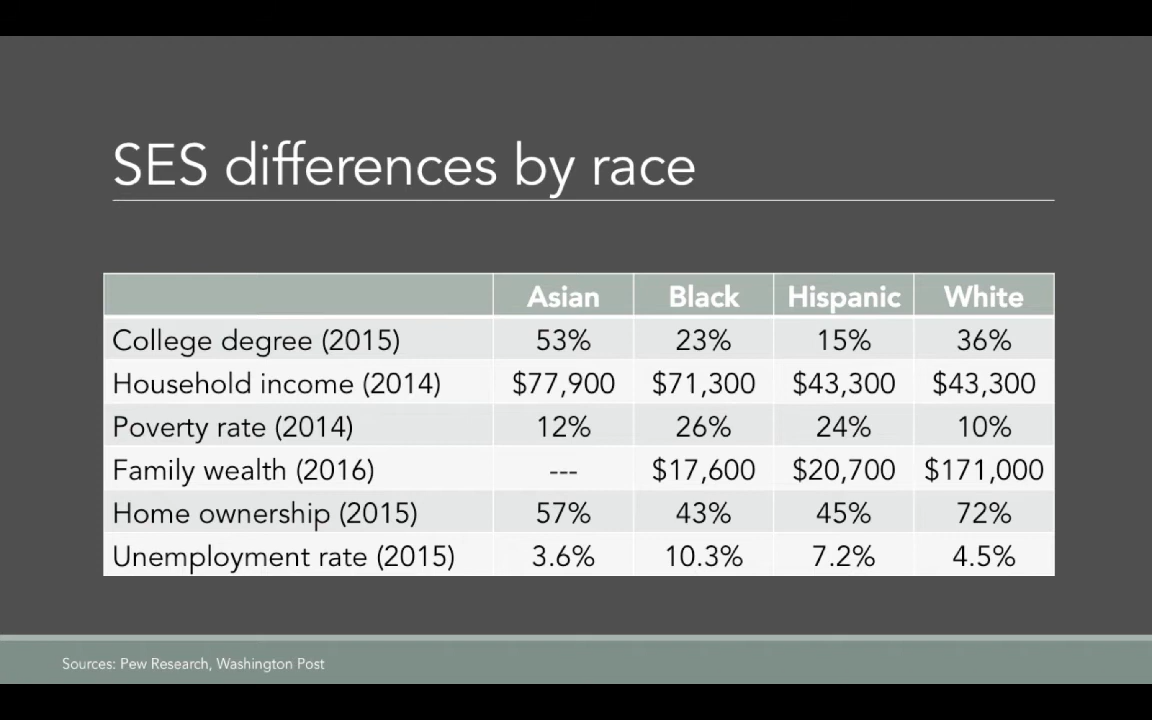 SES differences by race
Asian Black Hispanic White
College degree (2015) 53% 23% 15% 36%
Household income (2014) $77,900 $71,300 $43,300 $43,300
Poverty rate (2014) 12% 26% 24% 10%
Family wealth (2016) --- $17,600 $20,700 $171,000
Home ownership (2015) 57% 43% 45% 72%
Unemployment rate (2015) 3.6% 10.3% 7.2% 4.5%
Sources: Pew Research, Washington Post